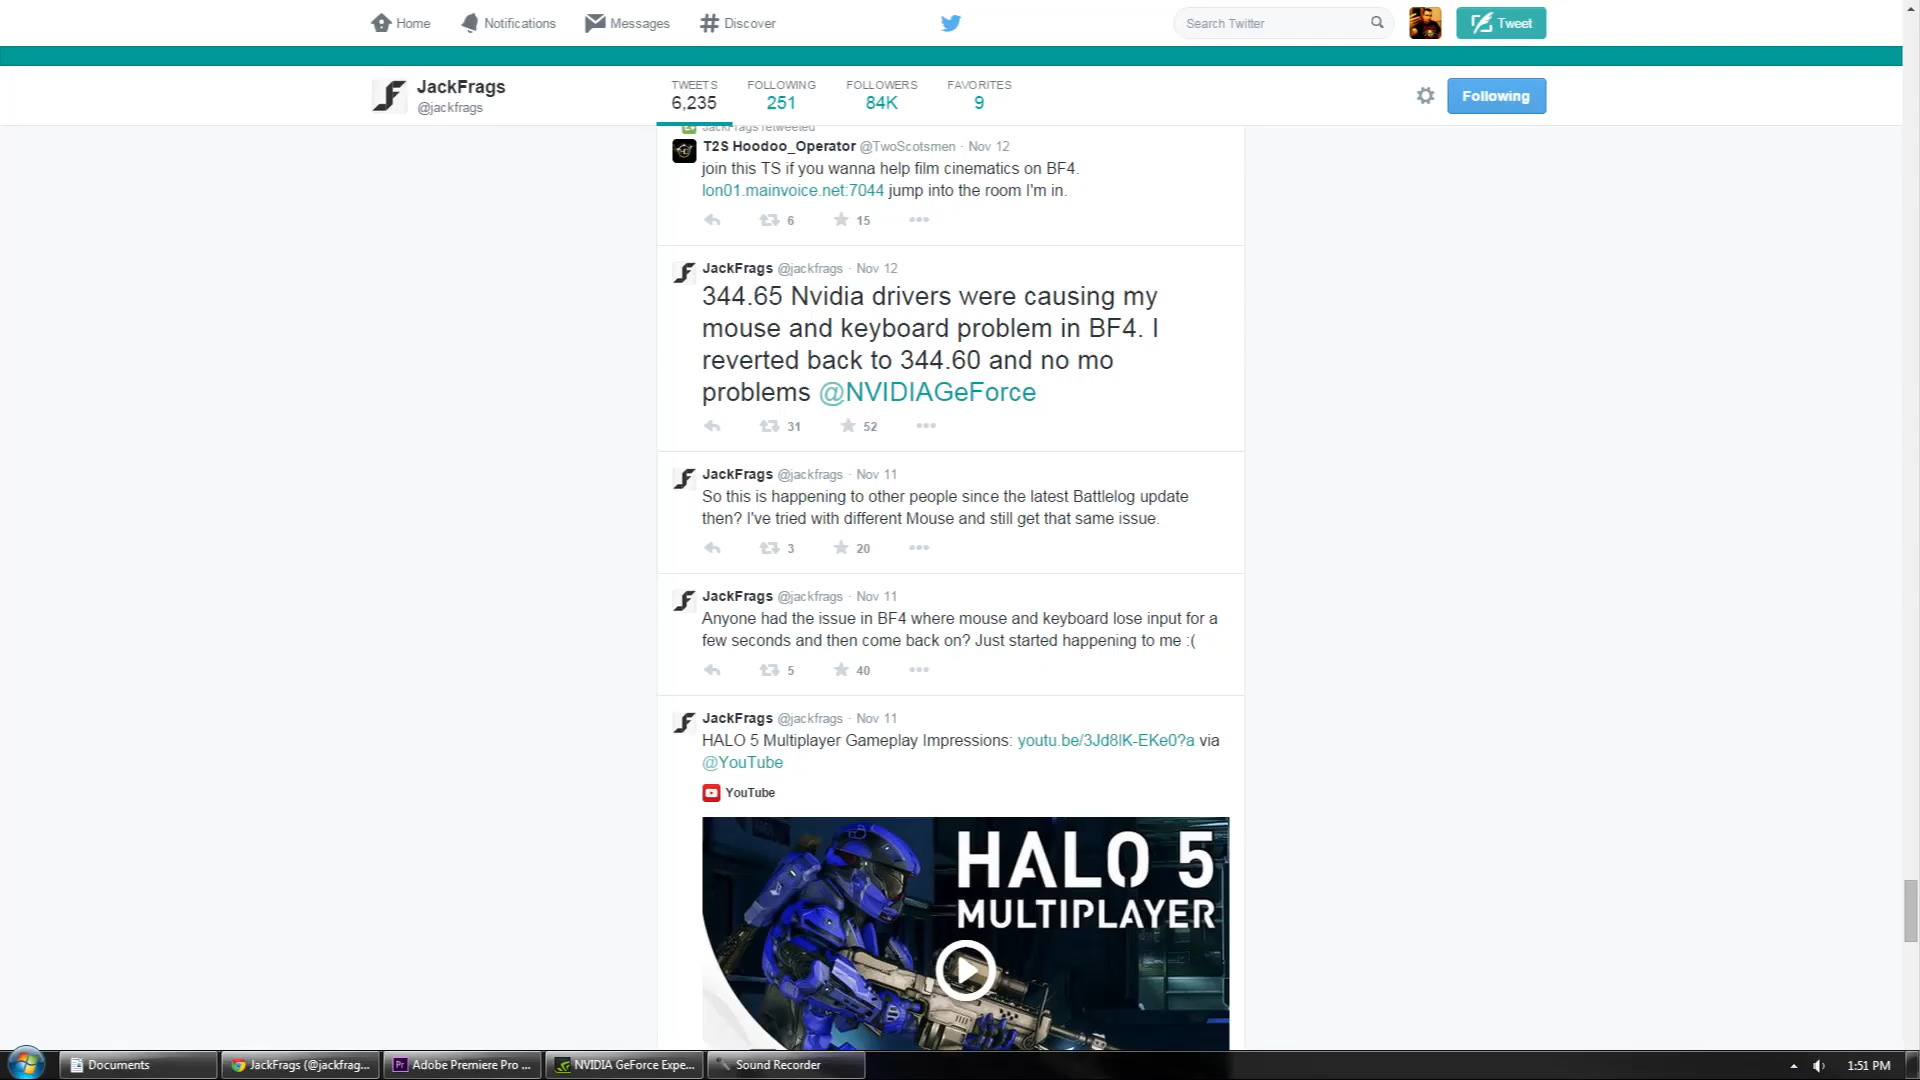 Home
Notifications
Messages
Discover
Search Twitter
Tweet
JackFrags
@jackfrags
TWEETS
6,235
FOLLOWING
251
FOLLOWERS
84K
FAVORITES
9
Following
JackFrags retweeted
T2S Hoodoo_Operator @TwoScotsmen · Nov 12
join this TS if you wanna help film cinematics on BF4.
lon01.mainvoice.net:7044 jump into the room I'm in.
6
15
JackFrags @jackfrags · Nov 12
344.65 Nvidia drivers were causing my
mouse and keyboard problem in BF4. I
reverted back to 344.60 and no mo
problems @NVIDIAGeForce
31
52
JackFrags @jackfrags · Nov 11
So this is happening to other people since the latest Battlelog update
then? I've tried with different Mouse and still get that same issue.
3
20
JackFrags @jackfrags · Nov 11
Anyone had the issue in BF4 where mouse and keyboard lose input for a
few seconds and then come back on? Just started happening to me :(
5
40
JackFrags @jackfrags · Nov 11
HALO 5 Multiplayer Gameplay Impressions: youtu.be/3Jd8lK-EKe0?a via
@YouTube
YouTube
HALO 5
MULTIPLAYER
Documents
JackFrags (@jackfrag...
Pr
Adobe Premiere Pro ...
NVIDIA GeForce Expe...
Sound Recorder
1:51 PM